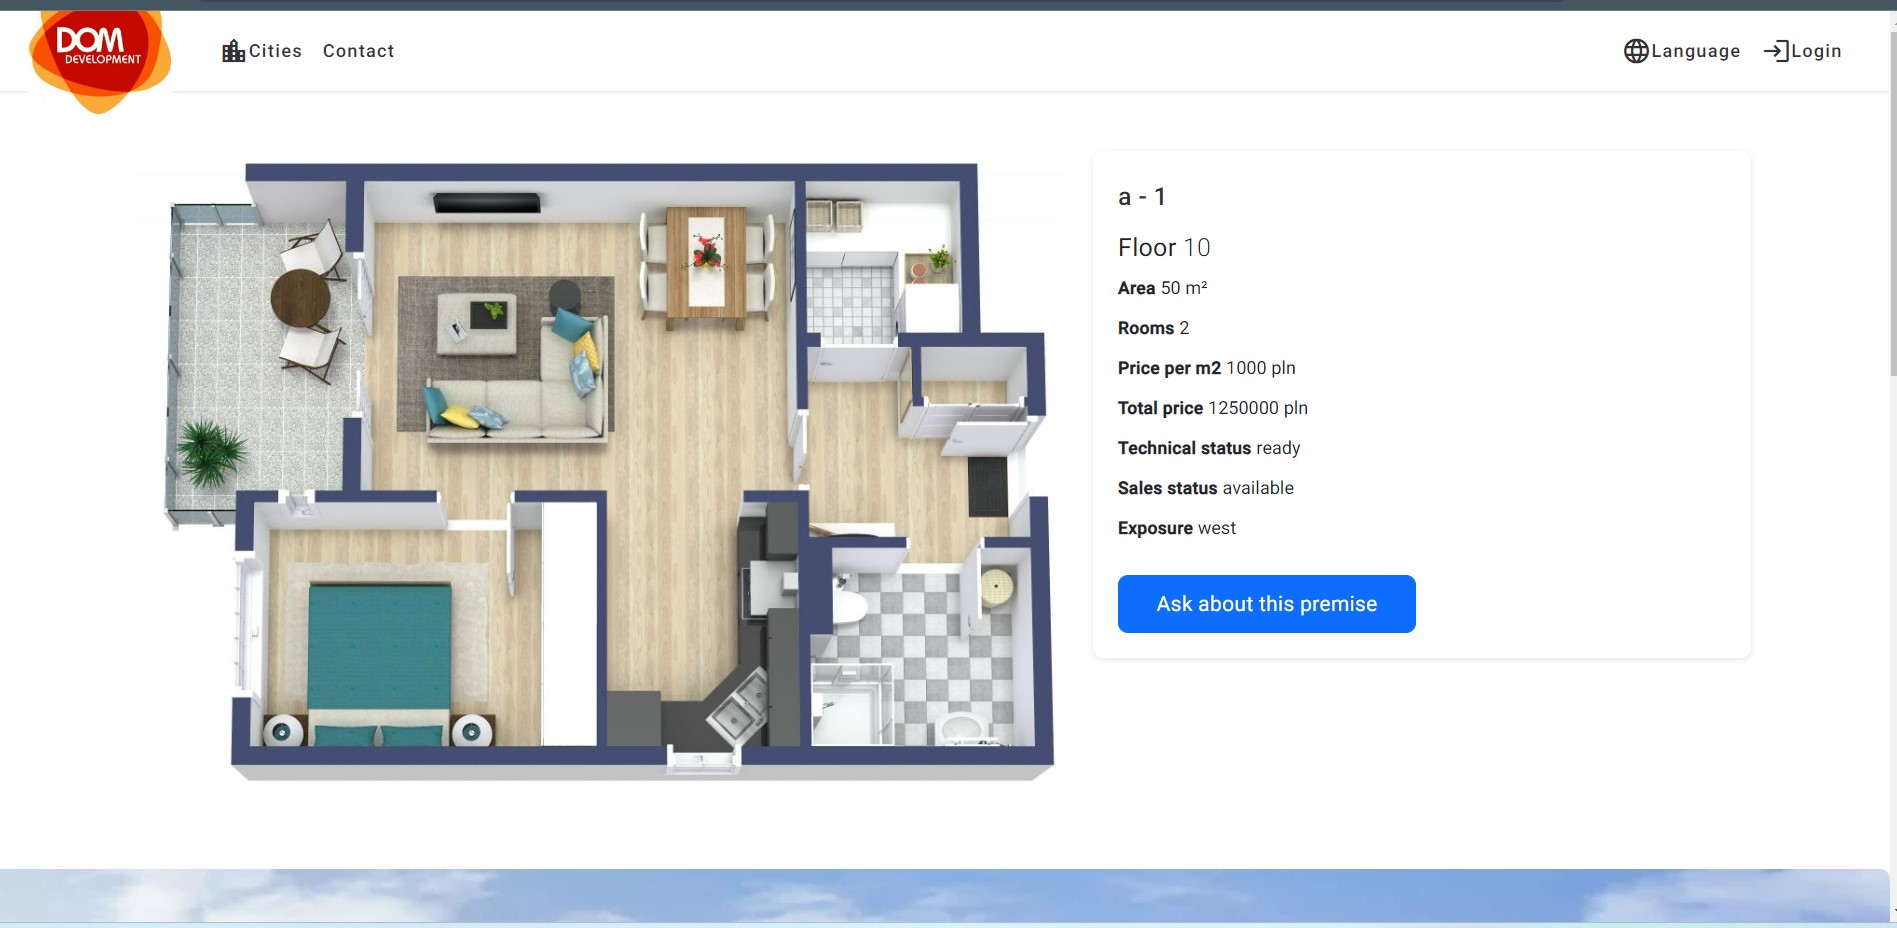 DOM
DEVELOPMENT
Cities
Contact
Language
Login
a - 1
Floor 10
Area 50 m²
Rooms 2
Price per m2 1000 pln
Total price 1250000 pln
Technical status ready
Sales status available
Exposure west
Ask about this premise